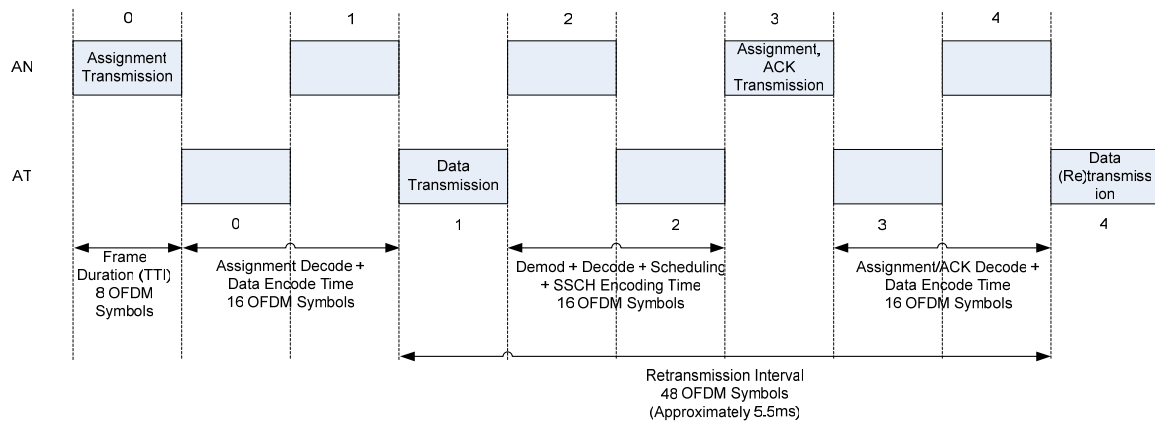 0
1
2
3
4
AN
Assignment
Transmission
Assignment,
ACK
Transmission
AT
Data
Transmission
Data
(Re)transmiss
ion
0
1
2
3
4
Frame
Duration (TTI)
8 OFDM
Symbols
Assignment Decode +
Data Encode Time
16 OFDM Symbols
Demod + Decode + Scheduling
+ SSCH Encoding Time
16 OFDM Symbols
Assignment/ACK Decode +
Data Encode Time
16 OFDM Symbols
Retransmission Interval
48 OFDM Symbols
(Approximately 5.5ms)